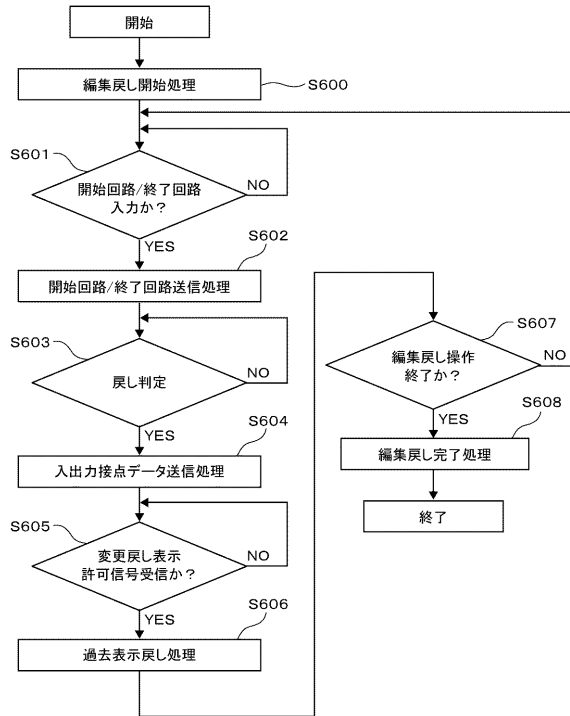 開始
編集戻し開始処理
S600
S601
開始回路/終了回路
入力か？
NO
YES
S602
開始回路/終了回路送信処理
S603
戻し判定
NO
YES
S604
入出力接点データ送信処理
S605
変更戻し表示
許可信号受信か？
NO
YES
S606
過去表示戻し処理
S607
編集戻し操作
終了か？
NO
YES
S608
編集戻し完了処理
終了